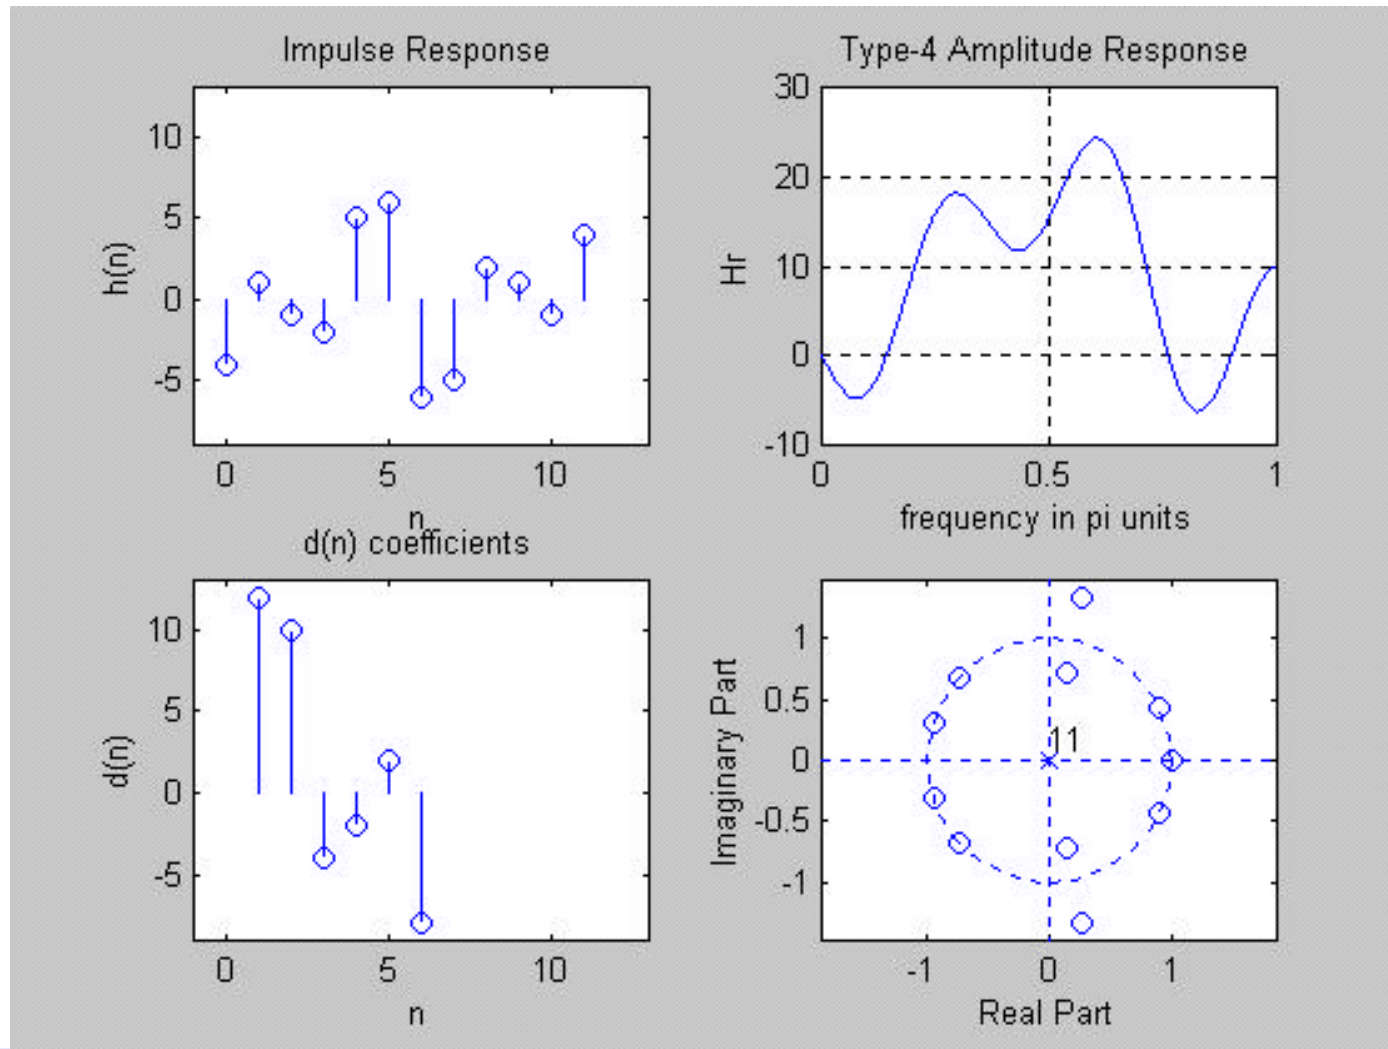 Impulse Response
10
5
0
-5
h(n)
0
5
10
n
Type-4 Amplitude Response
30
20
10
0
-10
Hr
0
0.5
1
frequency in pi units
d(n) coefficients
10
5
0
-5
d(n)
0
5
10
n
1
0.5
0
-0.5
-1
Imaginary Part
11
-1
0
1
Real Part